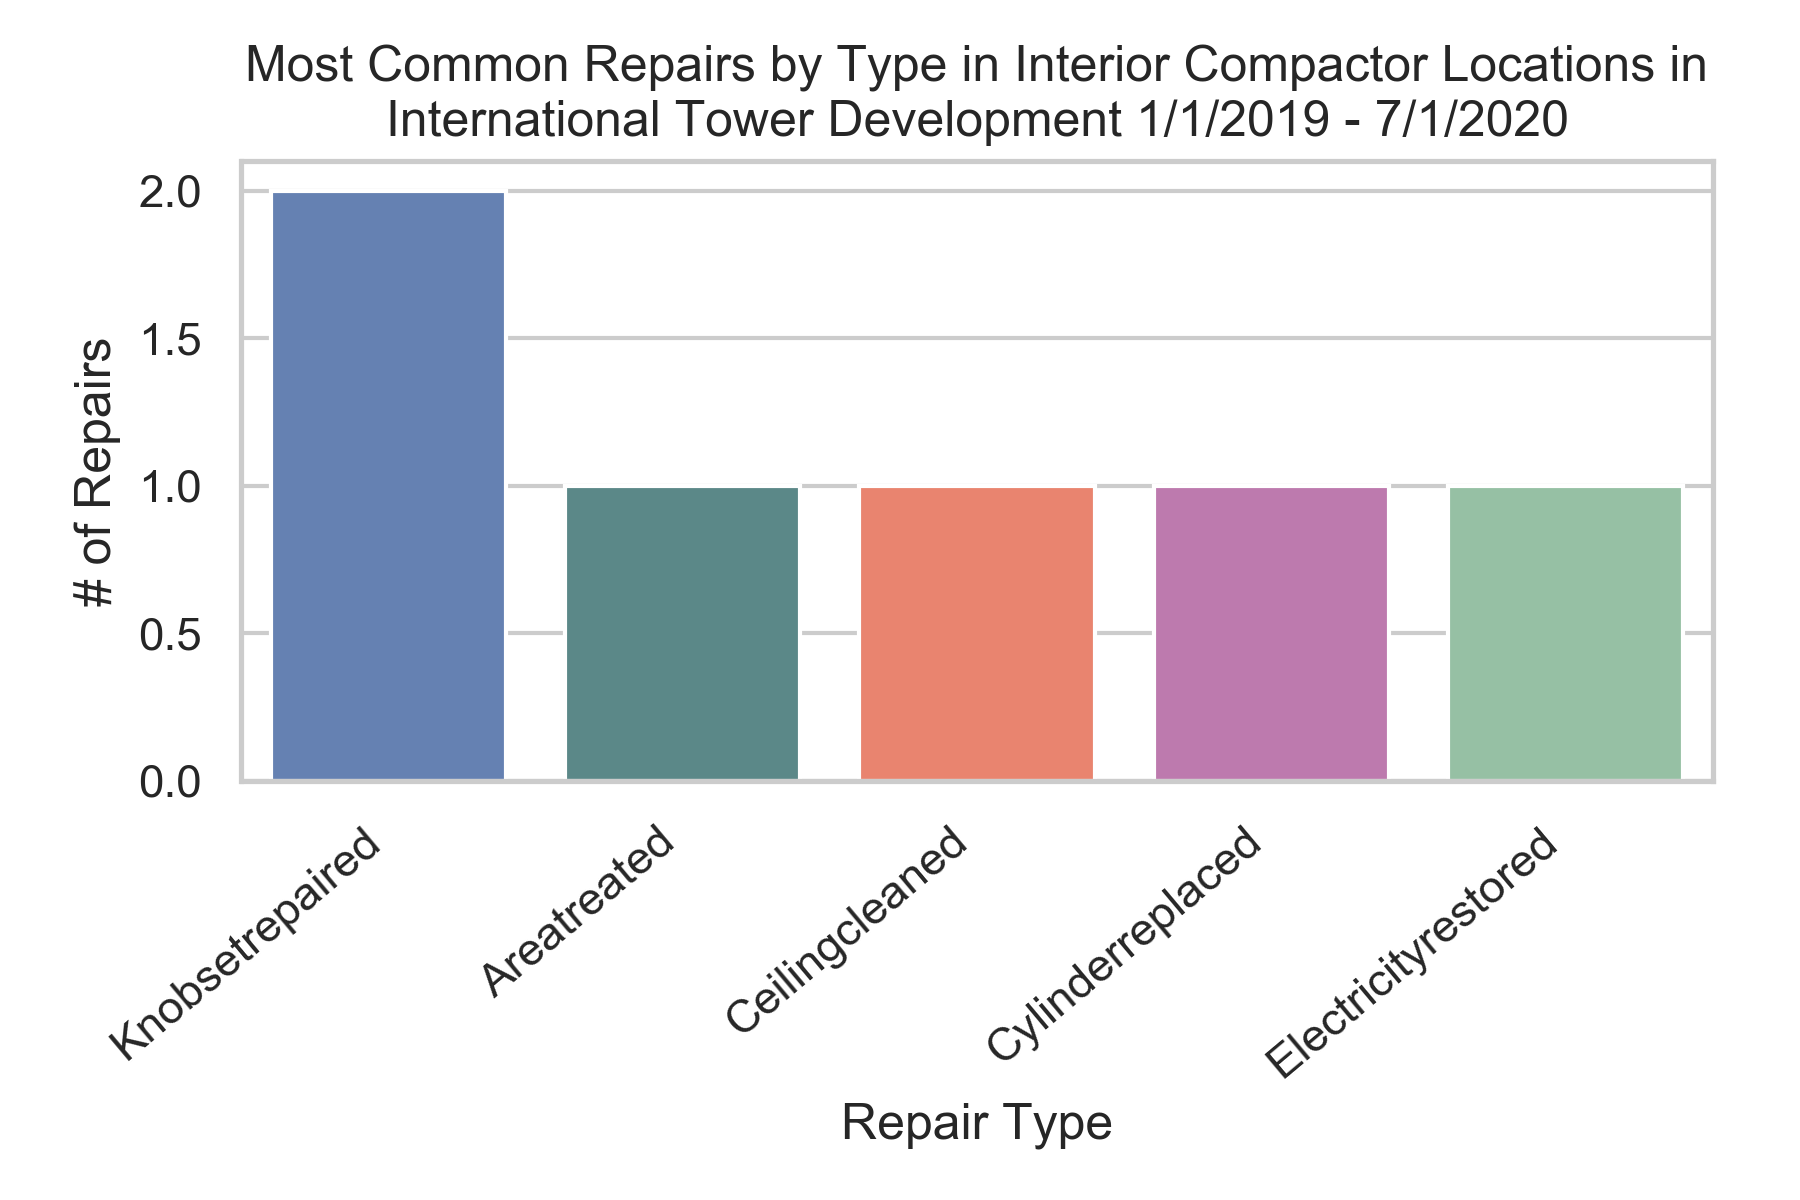 Most Common Repairs by Type in Interior Compactor Locations in
International Tower Development 1/1/2019 - 7/1/2020
2.0
1.5
1.0
0.5
0.0
# of Repairs
Knobsetrepaired
Areatreated
Ceilingcleaned
Cylinderreplaced
Electricityrestored
Repair Type